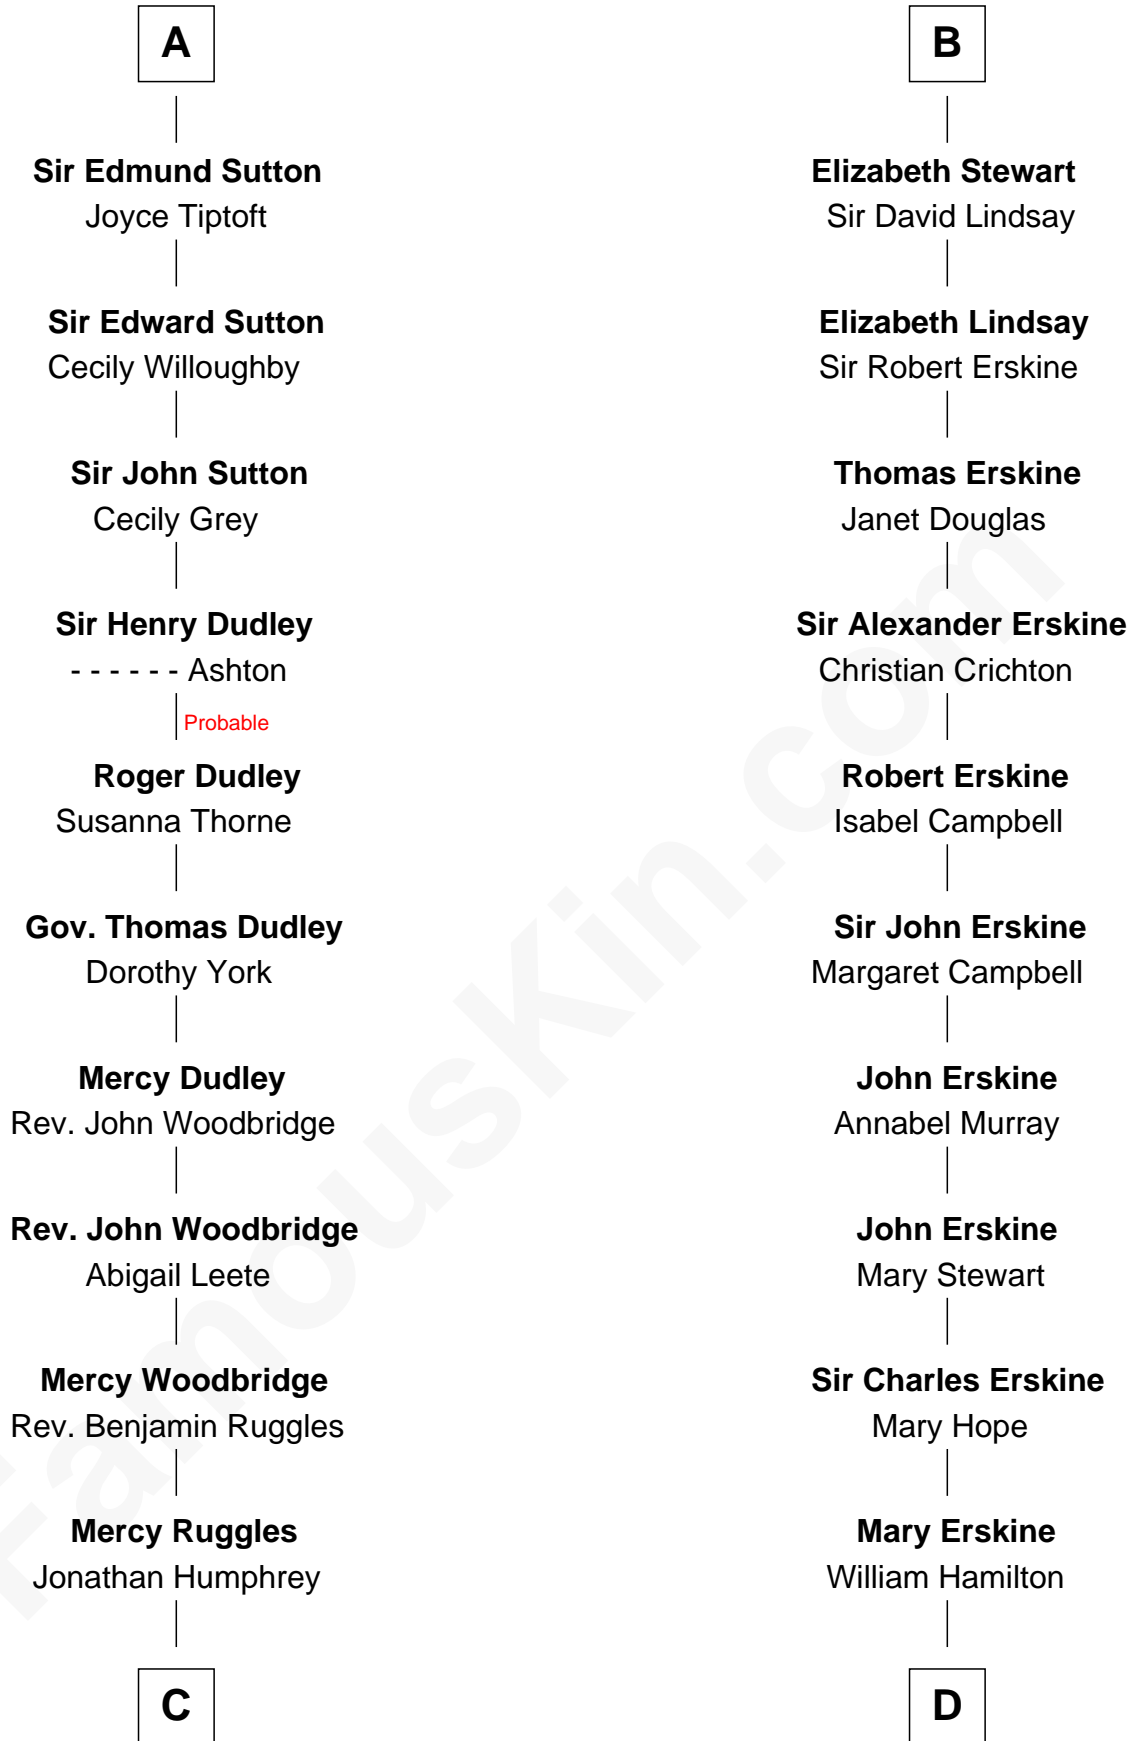 A
Sir Edmund Sutton
Joyce Tiptoft
Sir Edward Sutton
Cecily Willoughby
Sir John Sutton
Cecily Grey
Sir Henry Dudley
- - - - - - Ashton
Probable
Roger Dudley
Susanna Thorne
Gov. Thomas Dudley
Dorothy York
Mercy Dudley
Rev. John Woodbridge
Rev. John Woodbridge
Abigail Leete
Mercy Woodbridge
Rev. Benjamin Ruggles
Mercy Ruggles
Jonathan Humphrey
C
B
Elizabeth Stewart
Sir David Lindsay
Elizabeth Lindsay
Sir Robert Erskine
Thomas Erskine
Janet Douglas
Sir Alexander Erskine
Christian Crichton
Robert Erskine
Isabel Campbell
Sir John Erskine
Margaret Campbell
John Erskine
Annabel Murray
John Erskine
Mary Stewart
Sir Charles Erskine
Mary Hope
Mary Erskine
William Hamilton
D
FamousKin.com